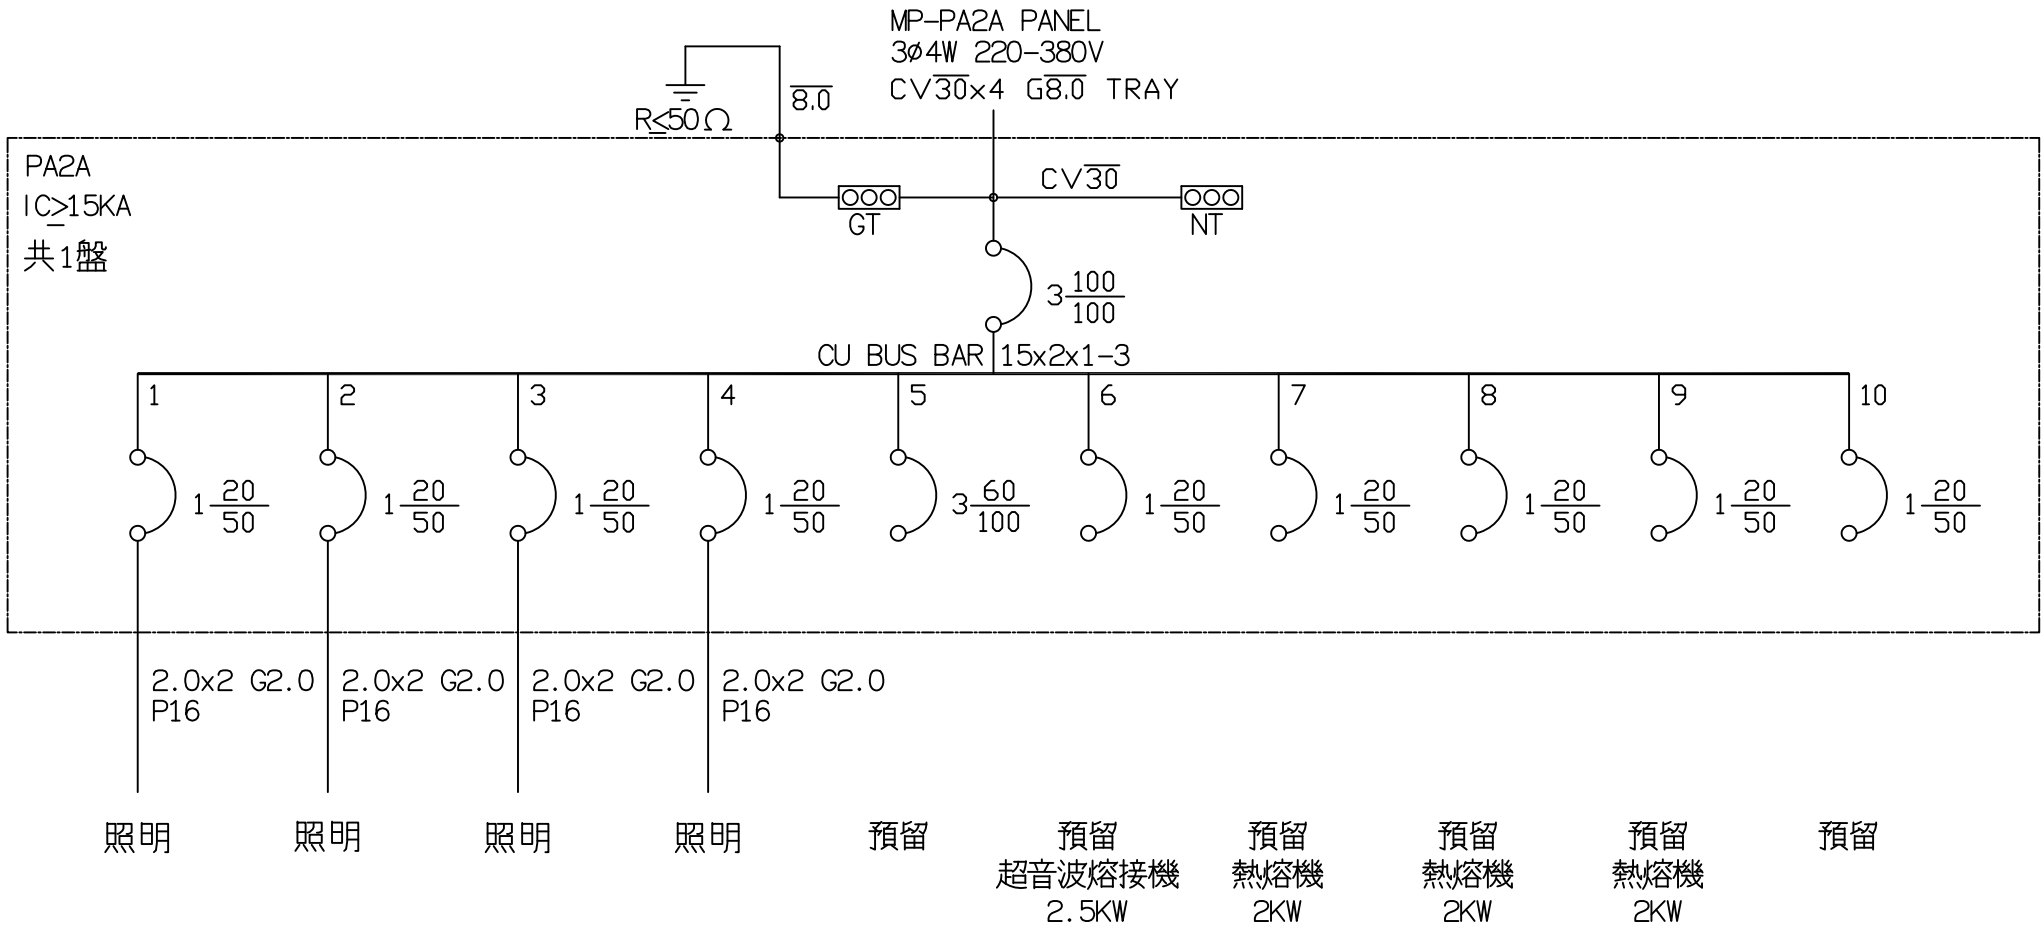 MP-PA2A PANEL
3ø4W 220-380V
CV30x4 G8.0 TRAY
8.0
R≤50Ω
PA2A
IC≥15KA
共1盤
CV30
GT
NT
3 100/100
CU BUS BAR 15x2x1-3
1 2 3 4 5 6 7 8 9 10
1 20/50 1 20/50 1 20/50 1 20/50 3 60/100 1 20/50 1 20/50 1 20/50 1 20/50 1 20/50
2.0x2 G2.0 2.0x2 G2.0 2.0x2 G2.0 2.0x2 G2.0
P16 P16 P16 P16
照明 照明 照明 照明 預留 預留 預留 預留 預留 預留
超音波熔接機 熱熔機 熱熔機 熱熔機
2.5KW 2KW 2KW 2KW